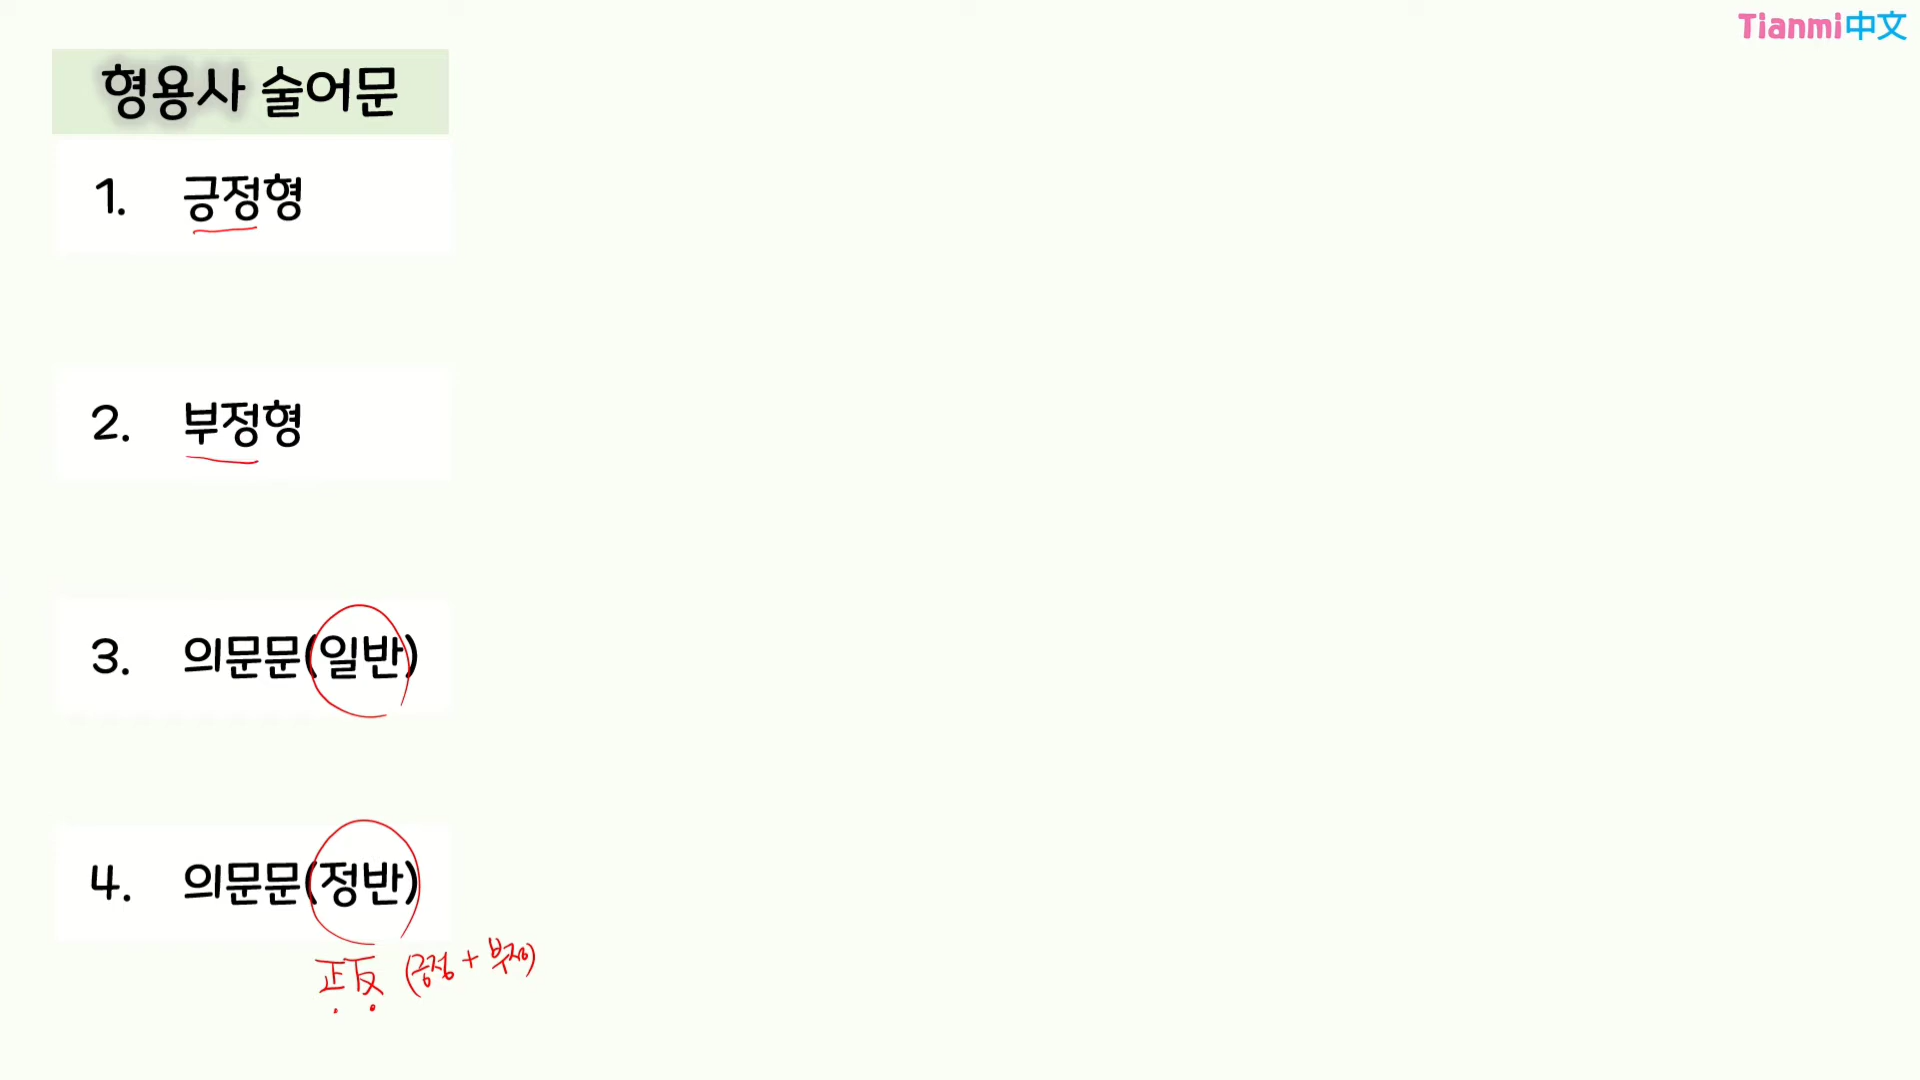 Tianmi中文
형용사 술어문
1. 긍정형
2. 부정형
3. 의문문(일반)
4. 의문문(정반)
正反 (긍정 + 부정)